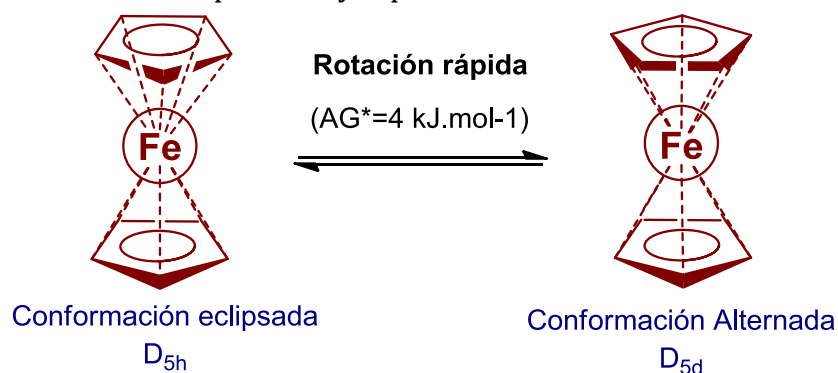 Rotación rápida
(AG*=4 kJ.mol-1)
Fe
Fe
Conformación eclipsada
D5h
Conformación Alternada
D5d